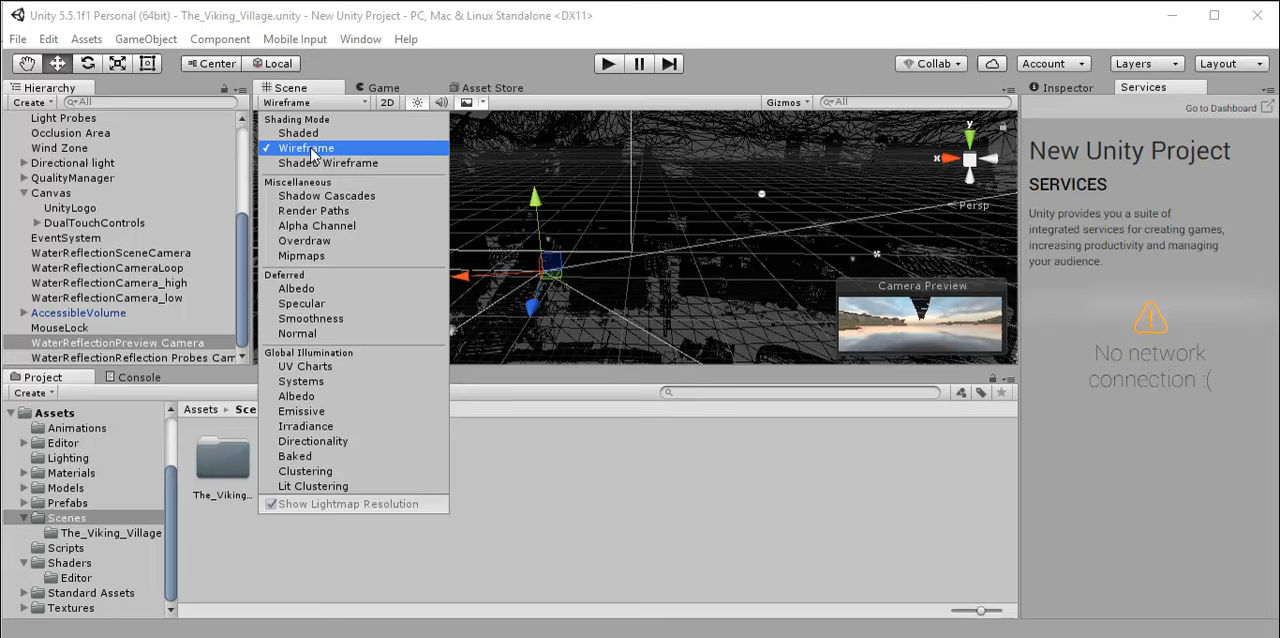 Unity 5.5.1f1 Personal (64bit) - The_Viking_Village.unity - New Unity Project - PC, Mac & Linux Standalone <DX11>
File Edit Assets GameObject Component Mobile Input Window Help
Center Local Collab Account Layers Layout
Hierarchy
Create All
Light Probes
Occlusion Area
Wind Zone
Directional light
QualityManager
Canvas
UnityLogo
DualTouchControls
EventSystem
WaterReflectionSceneCamera
WaterReflectionCameraLoop
WaterReflectionCamera_high
WaterReflectionCamera_low
AccessibleVolume
MouseLock
WaterReflectionPreview Camera
WaterReflectionReflection Probes Cam
Scene Game Asset Store
Wireframe 2D Gizmos All
Shading Mode
Shaded
Wireframe
Shaded Wireframe
Miscellaneous
Shadow Cascades
Render Paths
Alpha Channel
Overdraw
Mipmaps
Deferred
Albedo
Specular
Smoothness
Normal
Global Illumination
UV Charts
Systems
Albedo
Emissive
Irradiance
Directionality
Baked
Clustering
Lit Clustering
Show Lightmap Resolution
y
x
Persp
Camera Preview
Inspector Services
Go to Dashboard
New Unity Project
SERVICES
Unity provides you a suite of
integrated services for creating games,
increasing productivity and managing
your audience.
No network
connection :(
Project Console
Create
Assets
Animations
Editor
Lighting
Materials
Models
Prefabs
Scenes
The_Viking_Village
Scripts
Shaders
Editor
Standard Assets
Textures
Assets Sce
The_Viking...